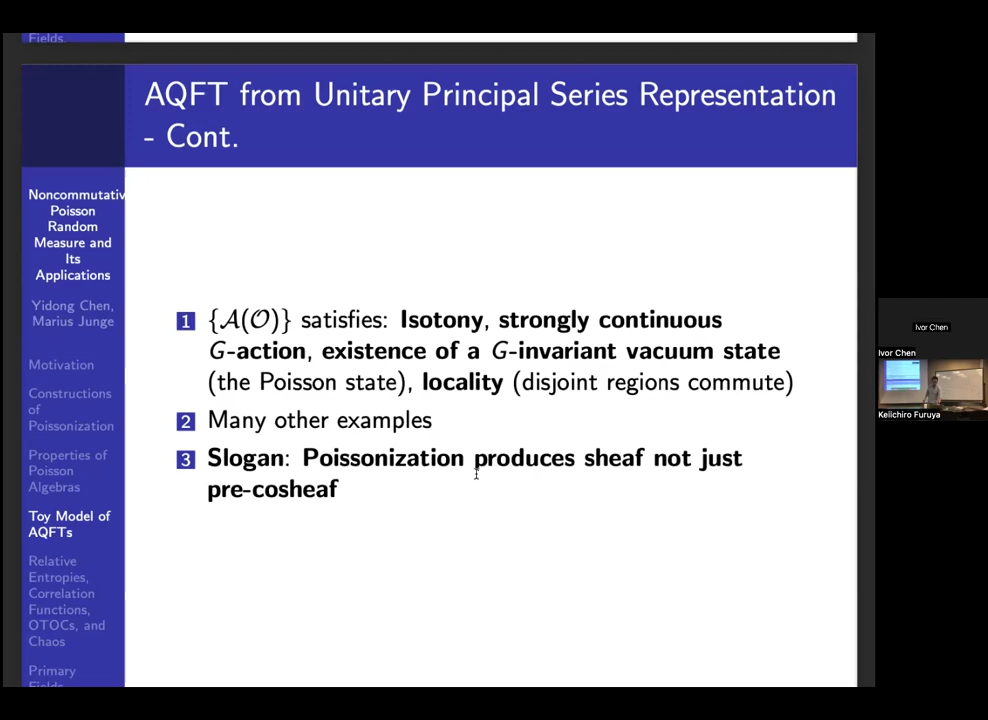 Fields.
AQFT from Unitary Principal Series Representation
- Cont.
Noncommutativ
Poisson
Random
Measure and
Its
Applications
Yidong Chen,
Marius Junge
Motivation
Constructions
of
Poissonization
Properties of
Poisson
Algebras
Toy Model of
AQFTs
Relative
Entropies,
Correlation
Functions,
OTOCs, and
Chaos
Primary
Fields
1 {𝒜(𝒪)} satisfies: Isotony, strongly continuous
G-action, existence of a G-invariant vacuum state
(the Poisson state), locality (disjoint regions commute)
2 Many other examples
3 Slogan: Poissonization produces sheaf not just
pre-cosheaf
Ivor Chen
Ivor Chen
Keiichiro Furuya